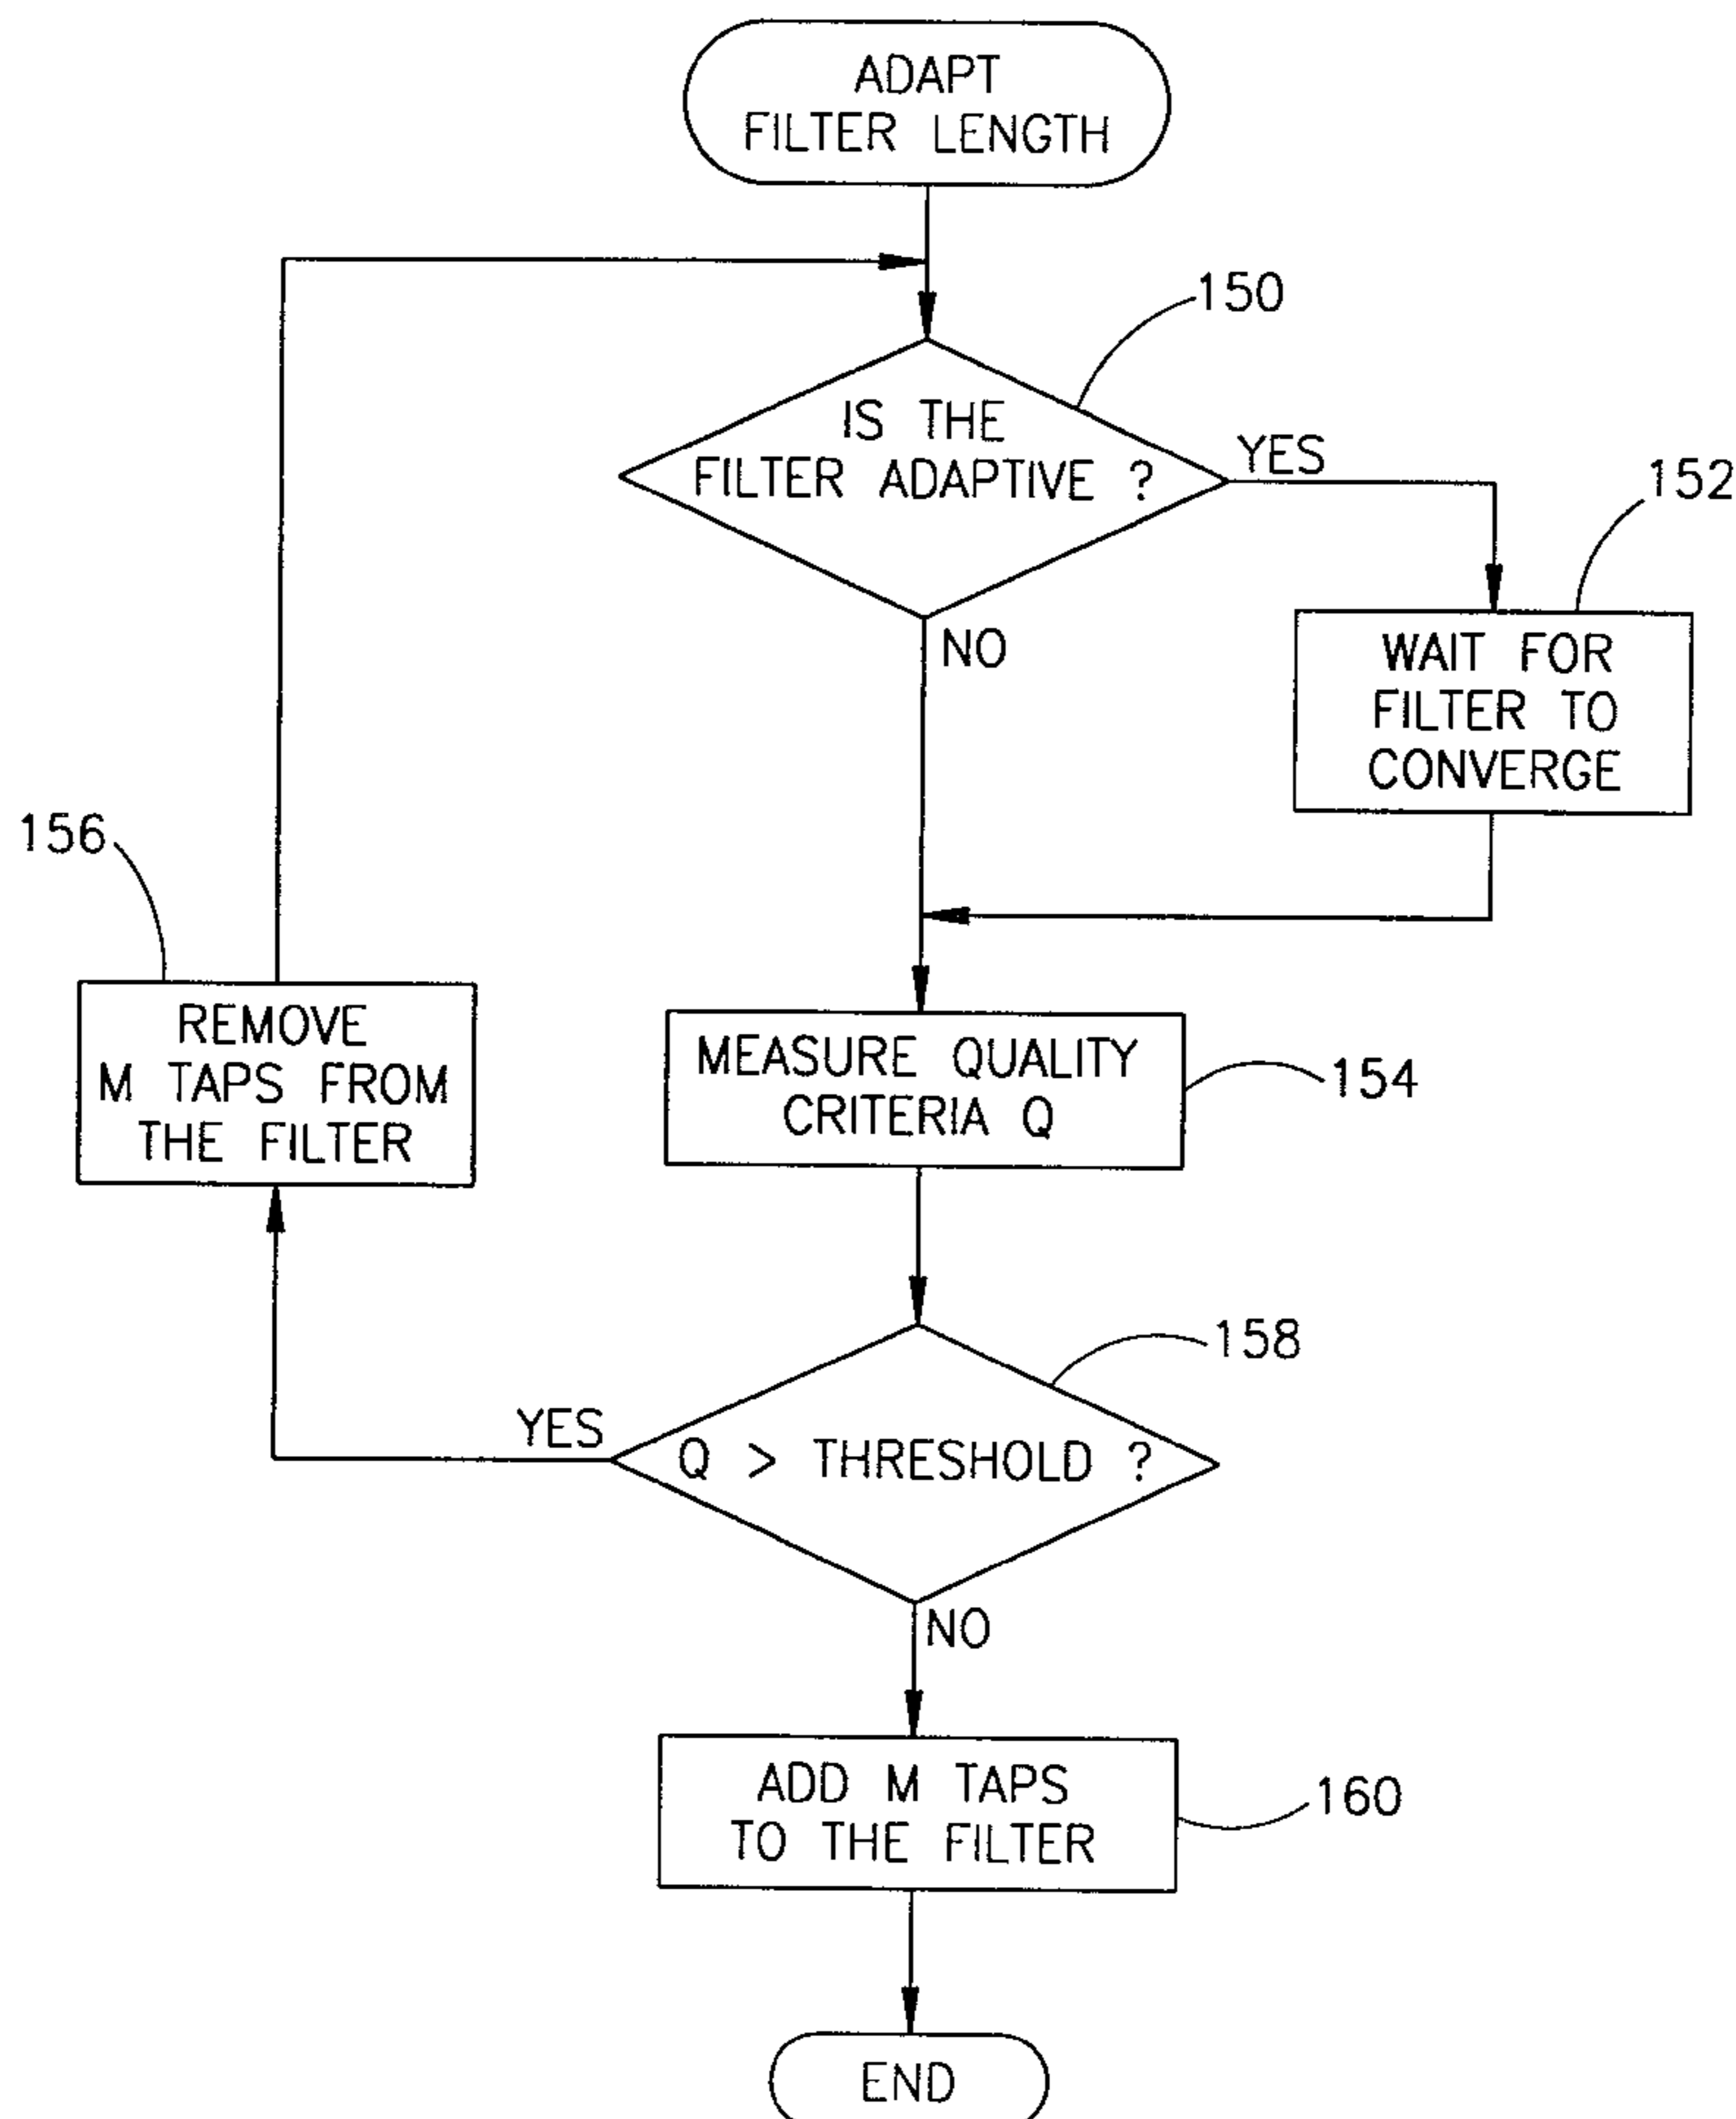 ADAPT
FILTER LENGTH
150
IS THE
FILTER ADAPTIVE ?
YES
152
NO
WAIT FOR
FILTER TO
CONVERGE
156
REMOVE
M TAPS FROM
THE FILTER
MEASURE QUALITY
CRITERIA Q
154
158
YES
Q > THRESHOLD ?
NO
ADD M TAPS
TO THE FILTER
160
END